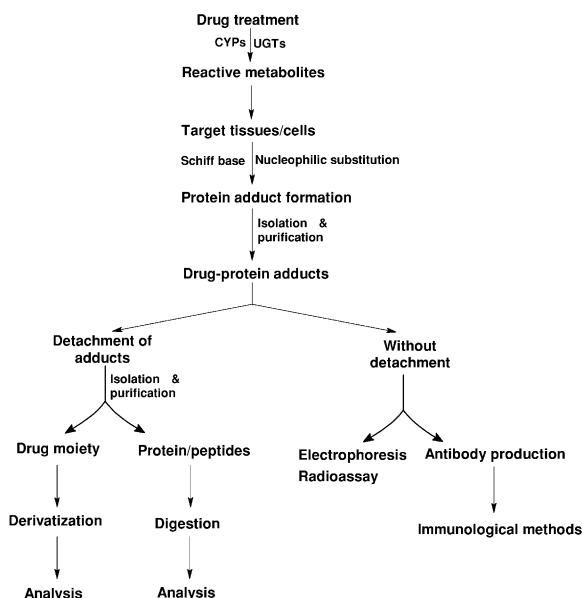 Drug treatment
CYPs UGTs
Reactive metabolites
Target tissues/cells
Schiff base Nucleophilic substitution
Protein adduct formation
Isolation &
purification
Drug-protein adducts
Detachment of
adducts
Without
detachment
Isolation &
purification
Drug moiety
Protein/peptides
Electrophoresis
Radioassay
Antibody production
Derivatization
Digestion
Immunological methods
Analysis
Analysis